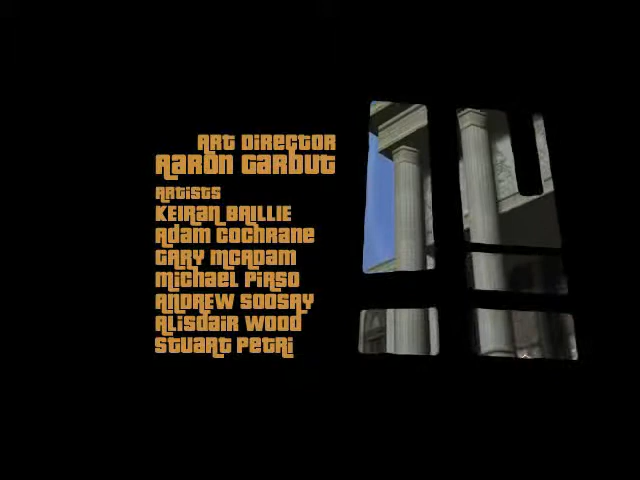 Art Director
Aaron Garbut
Artists
Keiran Baillie
Adam Cochrane
Gary McAdam
Michael Pirso
Andrew Soosay
Alisdair Wood
Stuart Petri